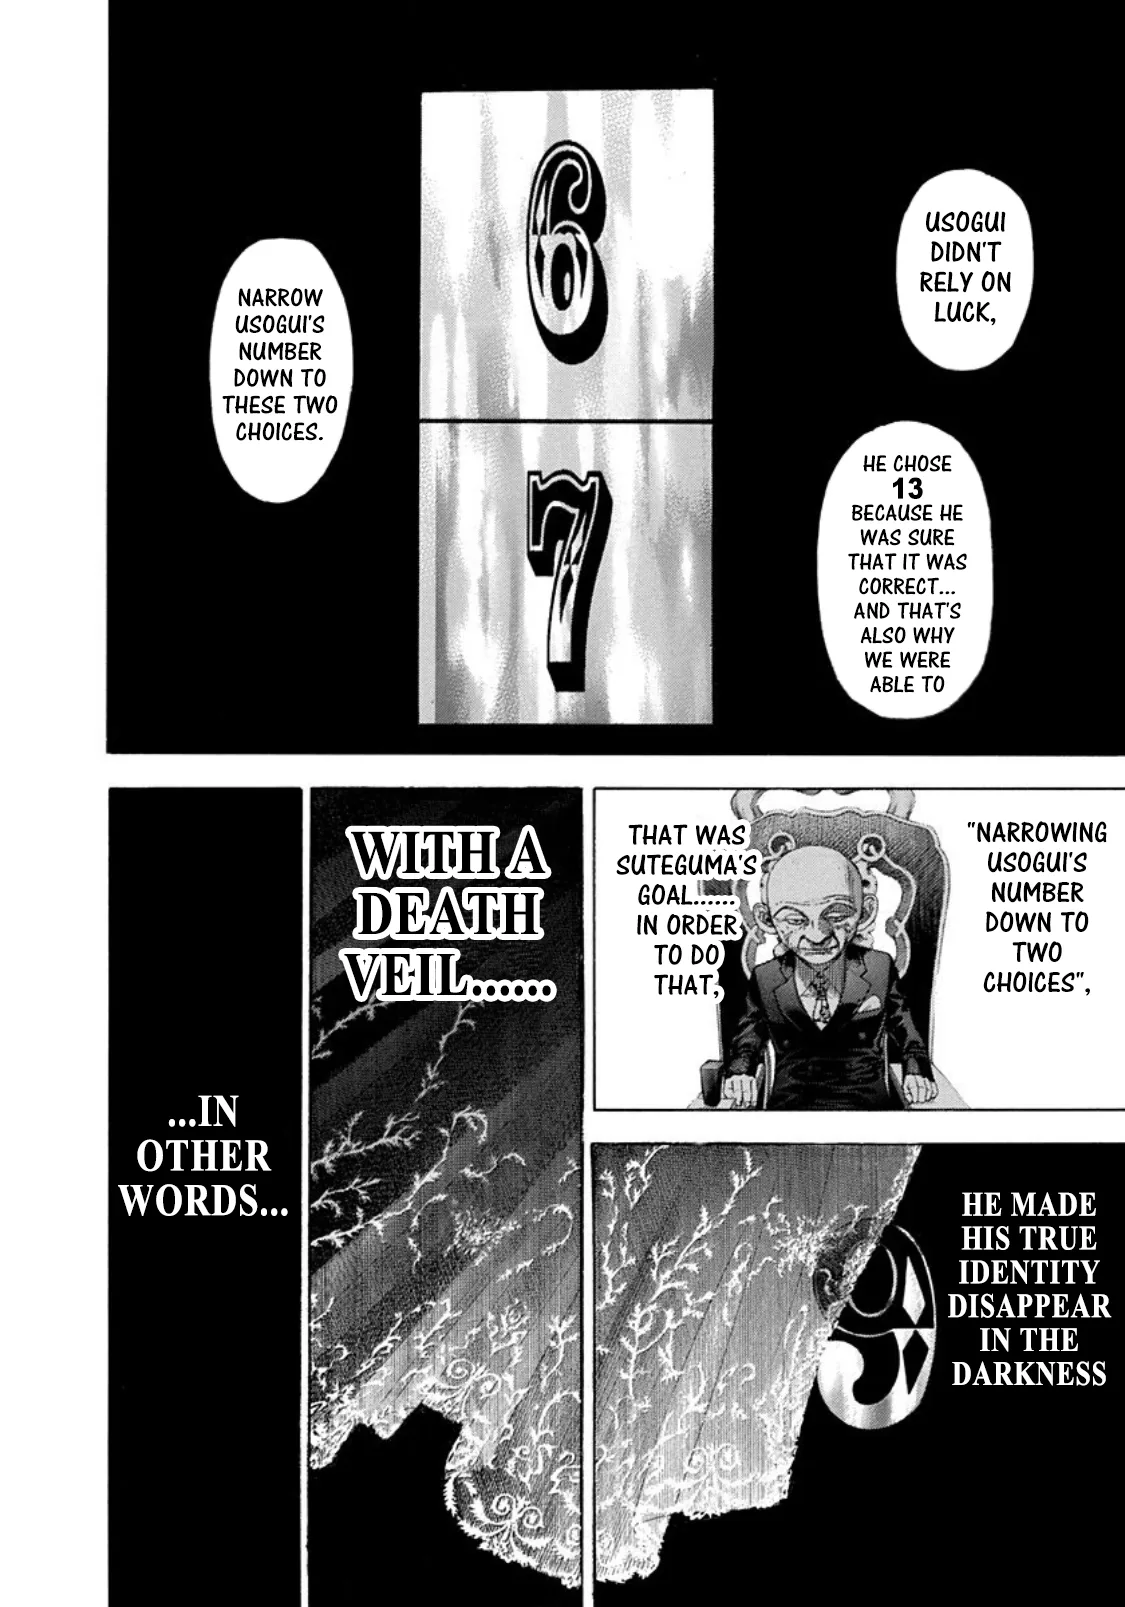 USOGUI
DIDN'T
RELY ON
LUCK,
HE CHOSE
13
BECAUSE HE
WAS SURE
THAT IT WAS
CORRECT...
AND THAT'S
ALSO WHY
WE WERE
ABLE TO
6
7
NARROW
USOGUI'S
NUMBER
DOWN TO
THESE TWO
CHOICES.
"NARROWING
USOGUI'S
NUMBER
DOWN TO
TWO
CHOICES",
THAT WAS
SUTEGUMA'S
GOAL......
IN ORDER
TO DO
THAT,
HE MADE
HIS TRUE
IDENTITY
DISAPPEAR
IN THE
DARKNESS
9
WITH A
DEATH
VEIL......
...IN
OTHER
WORDS...